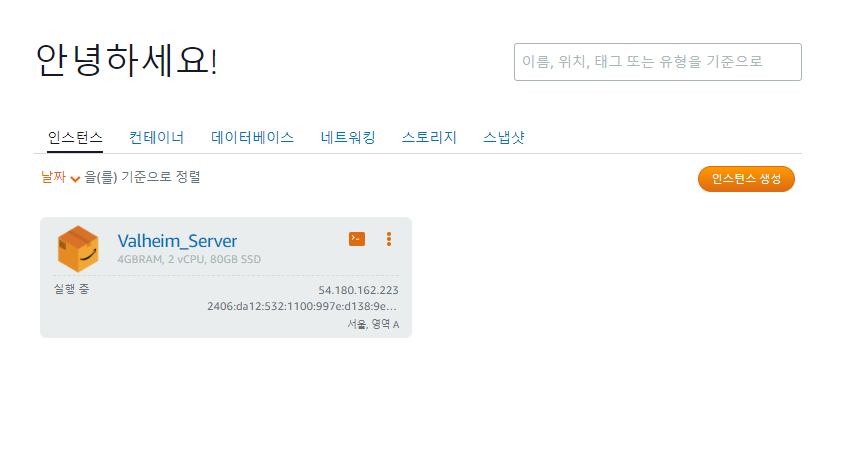 안녕하세요!
이름, 위치, 태그 또는 유형을 기준으로
인스턴스 컨테이너 데이터베이스 네트워킹 스토리지 스냅샷
날짜 을(를) 기준으로 정렬
인스턴스 생성
Valheim_Server
4GBRAM, 2 vCPU, 80GB SSD
실행 중
54.180.162.223
2406:da12:532:1100:997e:d138:9e...
서울, 영역 A